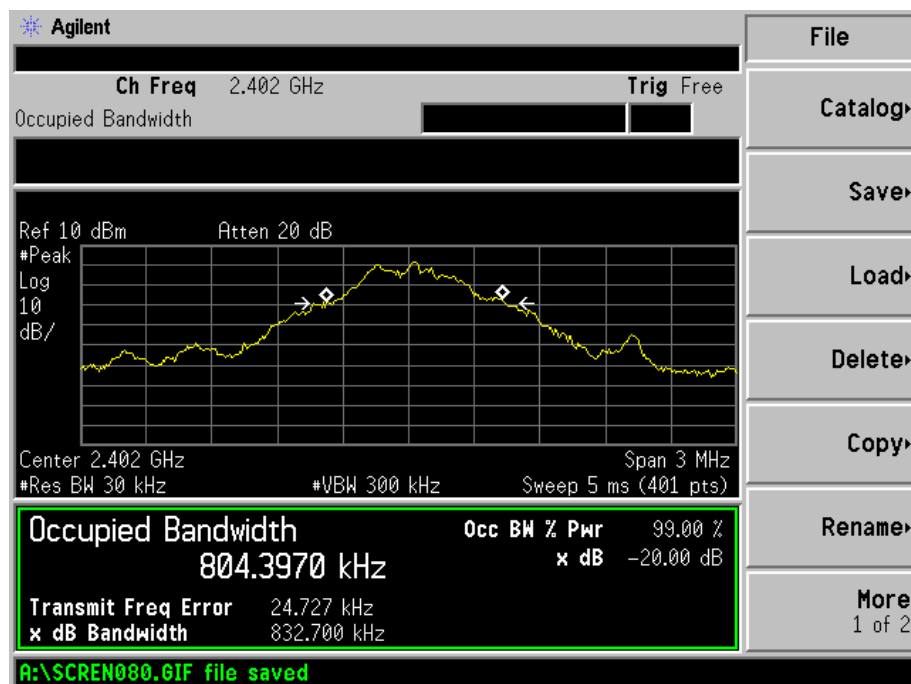 Agilent
File
Ch Freq 2.402 GHz Trig Free
Occupied Bandwidth
Catalog
Save
Ref 10 dBm Atten 20 dB
#Peak
Log
10
dB/
Load
Delete
Copy
Center 2.402 GHz Span 3 MHz
#Res BW 30 kHz #VBW 300 kHz Sweep 5 ms (401 pts)
Occupied Bandwidth Occ BW % Pwr 99.00 %
804.3970 kHz x dB -20.00 dB
Rename
Transmit Freq Error 24.727 kHz
x dB Bandwidth 832.700 kHz
More
1 of 2
A:\SCREN080.GIF file saved